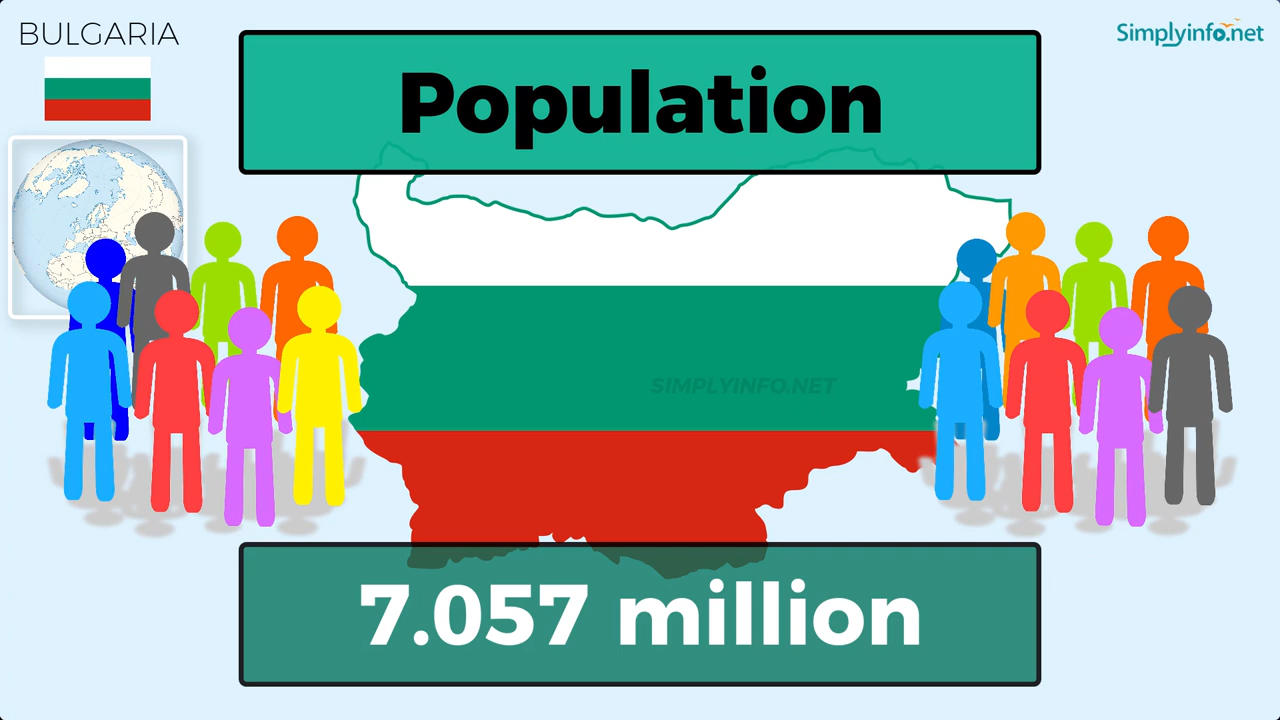 BULGARIA
Simplyinfo.net
Population
SIMPLYINFO.NET
7.057 million